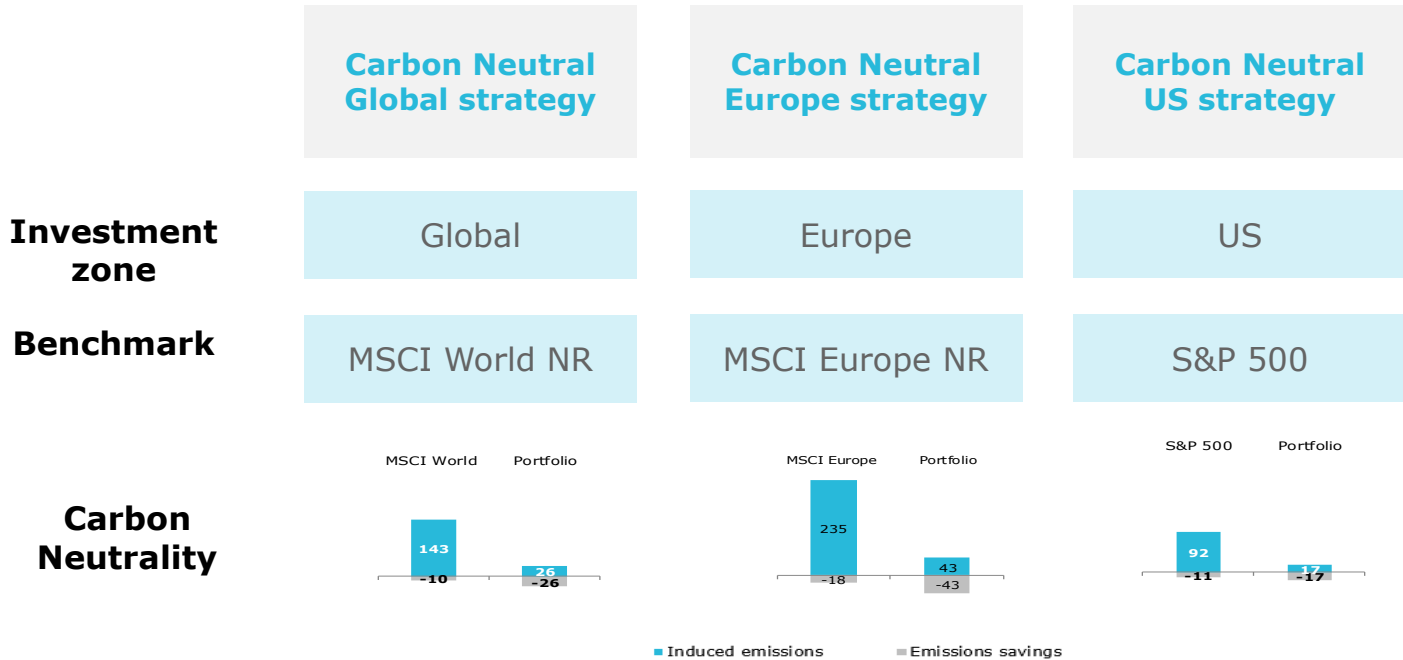 Carbon Neutral
Global strategy
Carbon Neutral
Europe strategy
Carbon Neutral
US strategy
Investment
zone
Global
Europe
US
Benchmark
MSCI World NR
MSCI Europe NR
S&P 500
Carbon
Neutrality
MSCI World
Portfolio
143
-10
26
-26
MSCI Europe
Portfolio
235
-18
43
-43
S&P 500
Portfolio
92
-11
17
-17
Induced emissions
Emissions savings